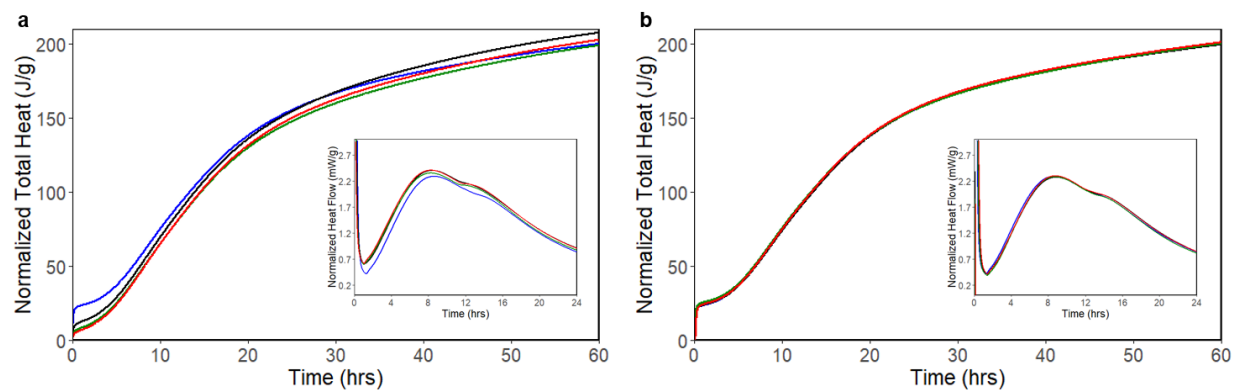 a
Normalized Total Heat (J/g)
200
150
100
50
0
0 10 20 30 40 50 60
Time (hrs)
Normalized Heat Flow (mW/g)
2.7
2.2
1.7
1.2
0.7
0.2
0 4 8 12 16 20 24
Time (hrs)
b
Normalized Total Heat (J/g)
200
150
100
50
0
0 10 20 30 40 50 60
Time (hrs)
Normalized Heat Flow (mW/g)
2.7
2.2
1.7
1.2
0.7
0.2
0 4 8 12 16 20 24
Time (hrs)